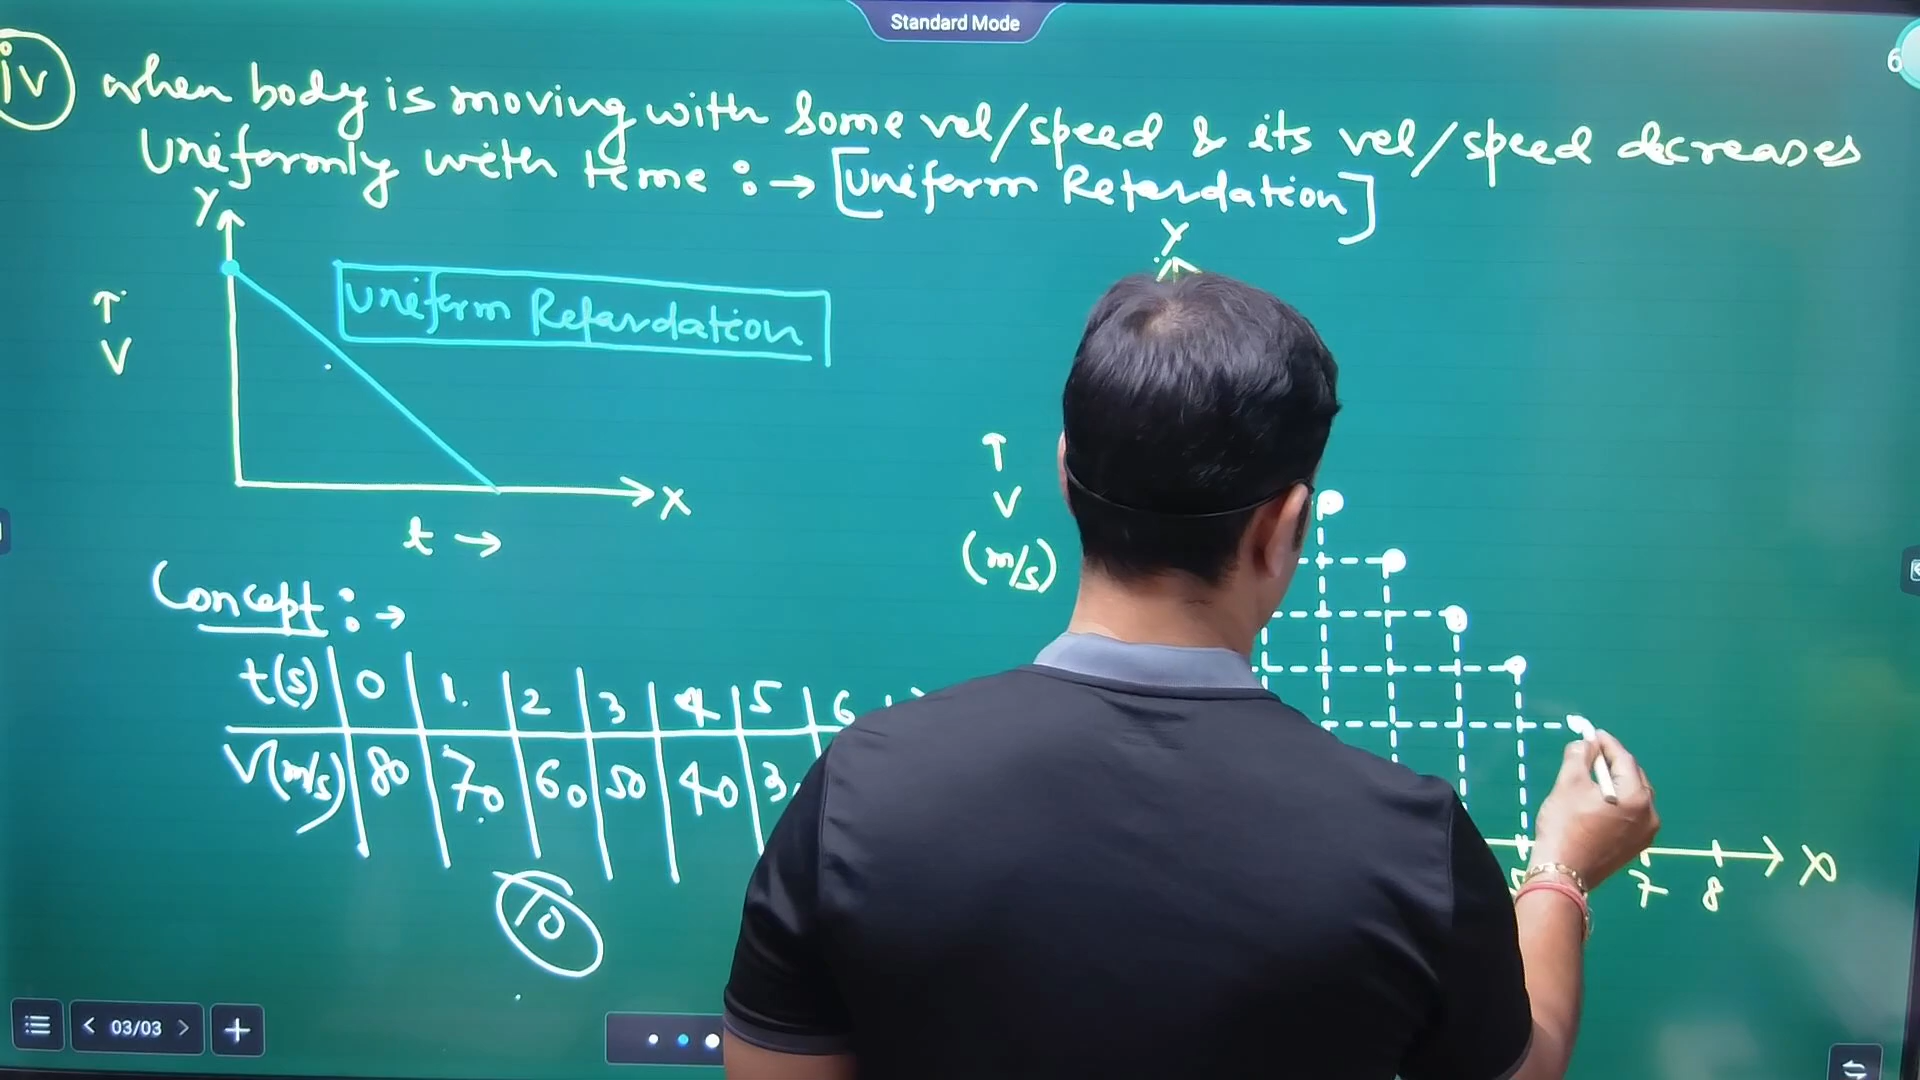 Standard Mode
6
iv when body is moving with some vel/speed & its vel/speed decreases
Uniformly with time :→ [Uniform Retardation]
Y
↑
V
Uniform Retardation
X
t →
Concept :→
t(s) 0 1 2 3 4 5 6
V(m/s) 80 70 60 50 40 3
10
Y
↑
V
(m/s)
7 8 X
03/03